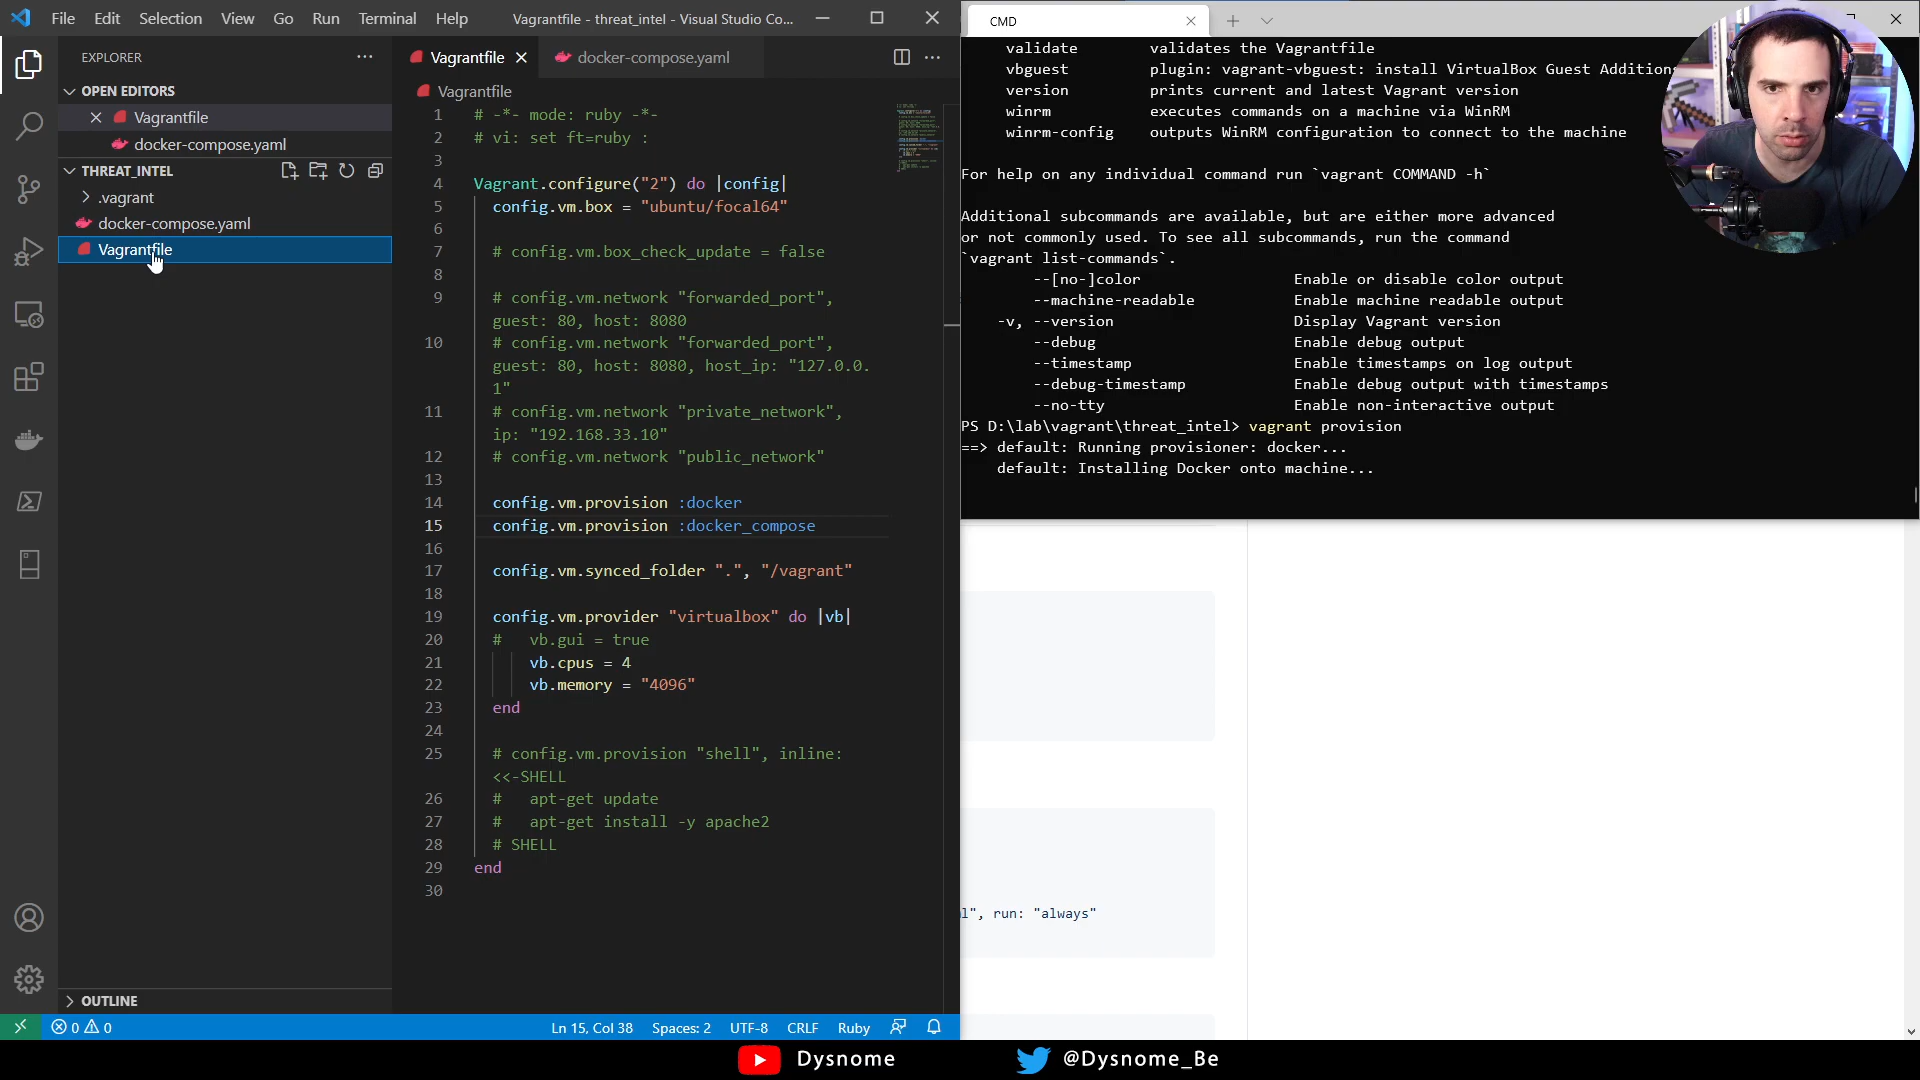 File Edit Selection View Go Run Terminal Help
Vagrantfile - threat_intel - Visual Studio Co...
EXPLORER
OPEN EDITORS
Vagrantfile
docker-compose.yaml
THREAT_INTEL
.vagrant
docker-compose.yaml
Vagrantfile
OUTLINE
Vagrantfile
docker-compose.yaml
Vagrantfile
1 # -*- mode: ruby -*-
2 # vi: set ft=ruby :
3
4 Vagrant.configure("2") do |config|
5 config.vm.box = "ubuntu/focal64"
6
7 # config.vm.box_check_update = false
8
9 # config.vm.network "forwarded_port",
guest: 80, host: 8080
10 # config.vm.network "forwarded_port",
guest: 80, host: 8080, host_ip: "127.0.0.
1"
11 # config.vm.network "private_network",
ip: "192.168.33.10"
12 # config.vm.network "public_network"
13
14 config.vm.provision :docker
15 config.vm.provision :docker_compose
16
17 config.vm.synced_folder ".", "/vagrant"
18
19 config.vm.provider "virtualbox" do |vb|
20 #   vb.gui = true
21 vb.cpus = 4
22 vb.memory = "4096"
23 end
24
25 # config.vm.provision "shell", inline:
<<-SHELL
26 #   apt-get update
27 #   apt-get install -y apache2
28 # SHELL
29 end
30
0 0
Ln 15, Col 38 Spaces: 2 UTF-8 CRLF Ruby
CMD
validate validates the Vagrantfile
vbguest plugin: vagrant-vbguest: install VirtualBox Guest Addition
version prints current and latest Vagrant version
winrm executes commands on a machine via WinRM
winrm-config outputs WinRM configuration to connect to the machine
For help on any individual command run `vagrant COMMAND -h`
Additional subcommands are available, but are either more advanced
or not commonly used. To see all subcommands, run the command
`vagrant list-commands`.
--[no-]color Enable or disable color output
--machine-readable Enable machine readable output
-v, --version Display Vagrant version
--debug Enable debug output
--timestamp Enable timestamps on log output
--debug-timestamp Enable debug output with timestamps
--no-tty Enable non-interactive output
PS D:\lab\vagrant\threat_intel> vagrant provision
==> default: Running provisioner: docker...
default: Installing Docker onto machine...
l", run: "always"
Dysnome
@Dysnome_Be